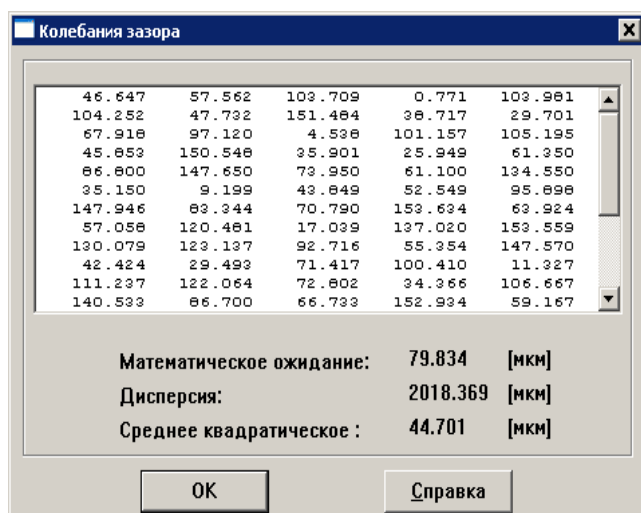 Колебания зазора
46.647 57.562 103.709 0.771 103.981
104.252 47.732 151.484 38.717 29.701
67.918 97.120 4.538 101.157 105.195
45.853 150.548 35.901 25.949 61.350
86.800 147.650 73.950 61.100 134.550
35.150 9.199 43.849 52.549 95.898
147.946 83.344 70.790 153.634 63.924
57.058 120.481 17.039 137.020 153.559
130.079 123.137 92.716 55.354 147.570
42.424 29.493 71.417 100.410 11.327
111.237 122.064 72.802 34.366 106.667
140.533 86.700 66.733 152.934 59.167
Математическое ожидание: 79.834 [мкм]
Дисперсия: 2018.369 [мкм]
Среднее квадратическое : 44.701 [мкм]
OK Справка